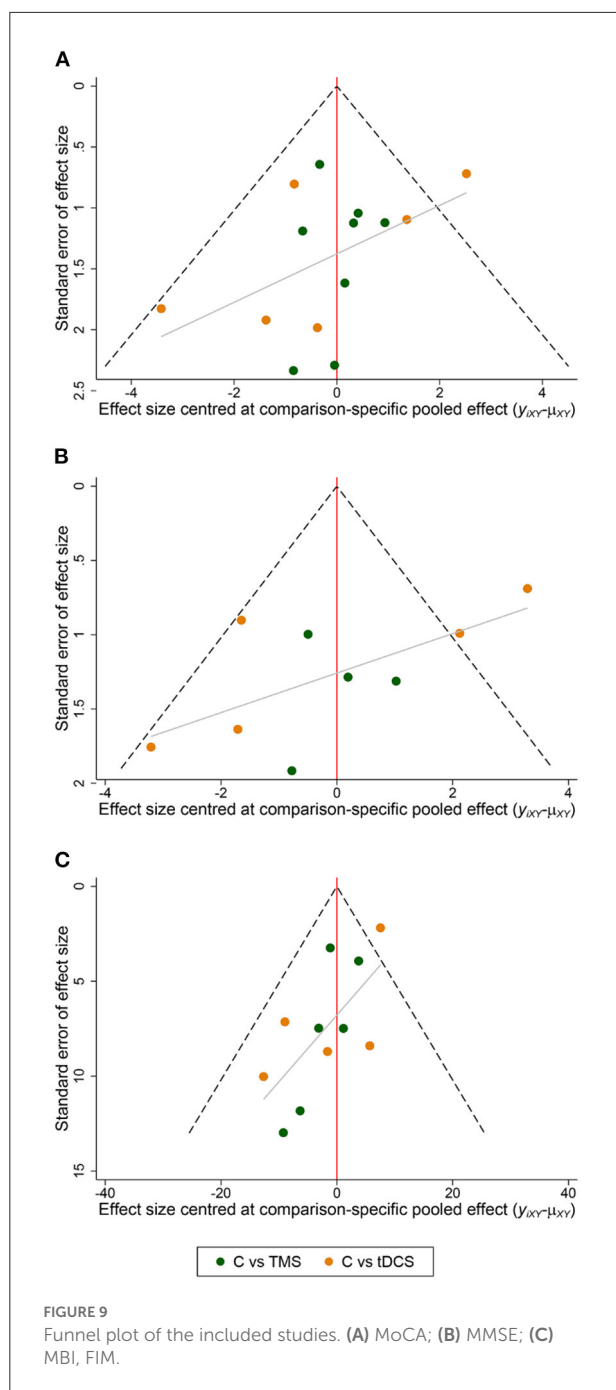 A
Standard error of effect size
0
.5
1
1.5
2
2.5
-4
-2
0
2
4
Effect size centred at comparison-specific pooled effect (yiXY-µXY)
B
Standard error of effect size
0
.5
1
1.5
2
-4
-2
0
2
4
Effect size centred at comparison-specific pooled effect (yiXY-µXY)
C
Standard error of effect size
0
5
10
15
-40
-20
0
20
40
Effect size centred at comparison-specific pooled effect (yiXY-µXY)
C vs TMS C vs tDCS
FIGURE 9
Funnel plot of the included studies. (A) MoCA; (B) MMSE; (C)
MBI, FIM.